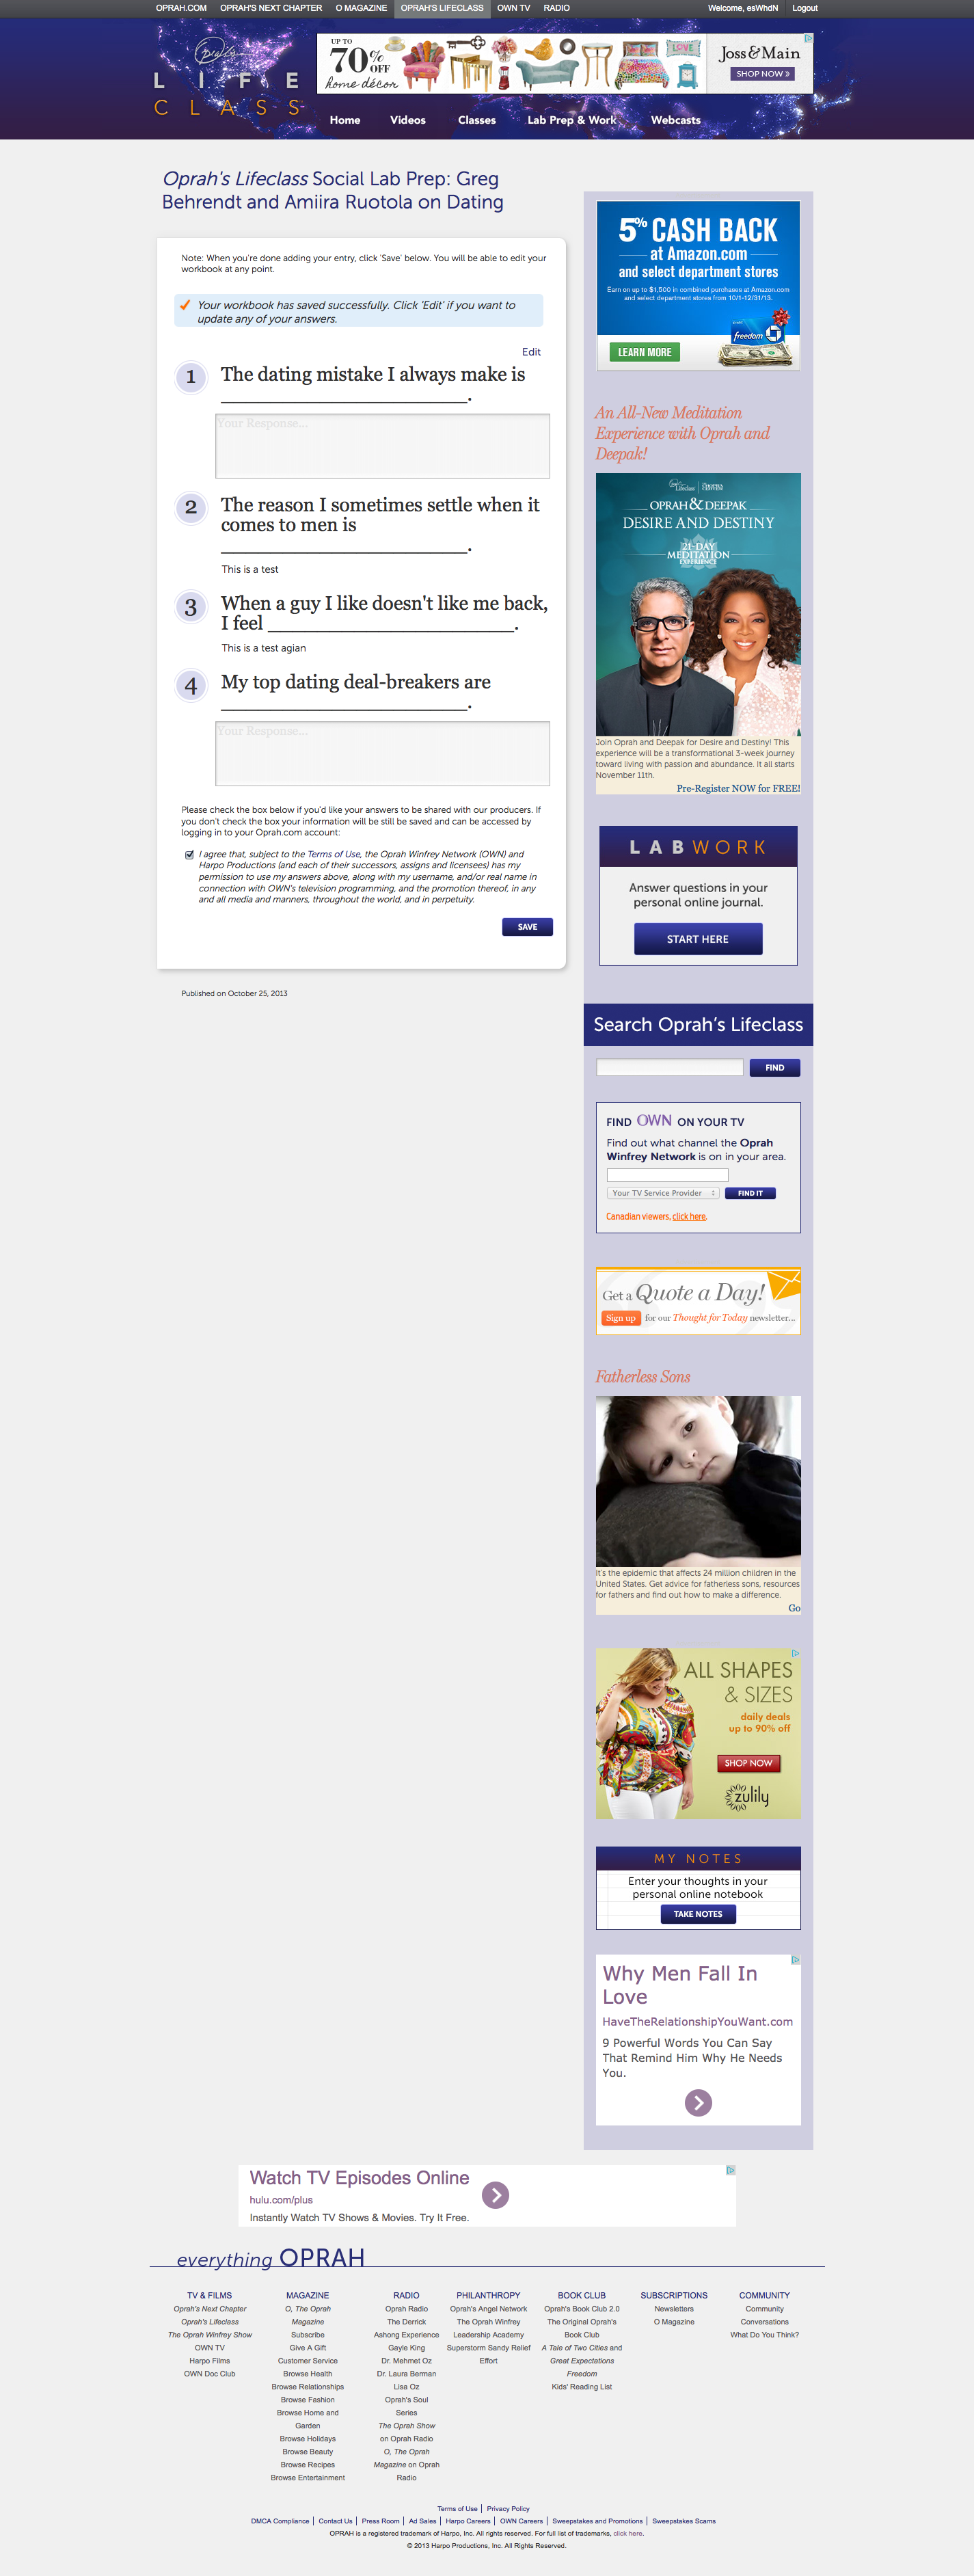 OPRAH.COM OPRAH'S NEXT CHAPTER O MAGAZINE OPRAH'S LIFECLASS OWN TV RADIO Welcome, esWhdN Logout
Oprah's
LIFE
CLASS
UP TO
70% OFF
home décor
LOVE
Joss&Main
SHOP NOW »
Home Videos Classes Lab Prep & Work Webcasts
Oprah's Lifeclass Social Lab Prep: Greg
Behrendt and Amiira Ruotola on Dating
Note: When you're done adding your entry, click 'Save' below. You will be able to edit your
workbook at any point.
Your workbook has saved successfully. Click 'Edit' if you want to
update any of your answers.
Edit
1 The dating mistake I always make is
_________________________.
Your Response...
2 The reason I sometimes settle when it
comes to men is
_________________________.
This is a test
3 When a guy I like doesn't like me back,
I feel _________________________.
This is a test agian
4 My top dating deal-breakers are
_________________________.
Your Response...
Please check the box below if you'd like your answers to be shared with our producers. If
you don't check the box your information will be still be saved and can be accessed by
logging in to your Oprah.com account:
I agree that, subject to the Terms of Use, the Oprah Winfrey Network (OWN) and
Harpo Productions (and each of their successors, assigns and licensees) has my
permission to use my answers above, along with my username, and/or real name in
connection with OWN's television programming, and the promotion thereof, in any
and all media and manners, throughout the world, and in perpetuity.
SAVE
Published on October 25, 2013
5% CASH BACK
at Amazon.com
and select department stores
Earn on up to $1,500 in combined purchases at Amazon.com
and select department stores from 10/1-12/31/13.
freedom
LEARN MORE
An All-New Meditation
Experience with Oprah and
Deepak!
Lifeclass
OPRAH & DEEPAK
DESIRE AND DESTINY
21-DAY
MEDITATION
EXPERIENCE
Join Oprah and Deepak for Desire and Destiny! This
experience will be a transformational 3-week journey
toward living with passion and abundance. It all starts
November 11th.
Pre-Register NOW for FREE!
LABWORK
Answer questions in your
personal online journal.
START HERE
Search Oprah's Lifeclass
FIND
FIND OWN ON YOUR TV
Find out what channel the Oprah
Winfrey Network is on in your area.
Your TV Service Provider FIND IT
Canadian viewers, click here.
Get a Quote a Day!
Sign up for our Thought for Today newsletter...
Fatherless Sons
It's the epidemic that affects 24 million children in the
United States. Get advice for fatherless sons, resources
for fathers and find out how to make a difference.
Go
ALL SHAPES
& SIZES
daily deals
up to 90% off
SHOP NOW
zulily
MY NOTES
Enter your thoughts in your
personal online notebook
TAKE NOTES
Why Men Fall In
Love
HaveTheRelationshipYouWant.com
9 Powerful Words You Can Say
That Remind Him Why He Needs
You.
Watch TV Episodes Online
hulu.com/plus
Instantly Watch TV Shows & Movies. Try It Free.
everything OPRAH
TV & FILMS
Oprah's Next Chapter
Oprah's Lifeclass
The Oprah Winfrey Show
OWN TV
Harpo Films
OWN Doc Club
MAGAZINE
O, The Oprah
Magazine
Subscribe
Give A Gift
Customer Service
Browse Health
Browse Relationships
Browse Fashion
Browse Home and
Garden
Browse Holidays
Browse Beauty
Browse Recipes
Browse Entertainment
RADIO
Oprah Radio
The Derrick
Ashong Experience
Gayle King
Dr. Mehmet Oz
Dr. Laura Berman
Lisa Oz
Oprah's Soul
Series
The Oprah Show
on Oprah Radio
O, The Oprah
Magazine on Oprah
Radio
PHILANTHROPY
Oprah's Angel Network
The Oprah Winfrey
Leadership Academy
Superstorm Sandy Relief
Effort
BOOK CLUB
Oprah's Book Club 2.0
The Original Oprah's
Book Club
A Tale of Two Cities and
Great Expectations
Freedom
Kids' Reading List
SUBSCRIPTIONS
Newsletters
O Magazine
COMMUNITY
Community
Conversations
What Do You Think?
Terms of Use | Privacy Policy
DMCA Compliance | Contact Us | Press Room | Ad Sales | Harpo Careers | OWN Careers | Sweepstakes and Promotions | Sweepstakes Scams
OPRAH is a registered trademark of Harpo, Inc. All rights reserved. For full list of trademarks, click here.
© 2013 Harpo Productions, Inc. All Rights Reserved.